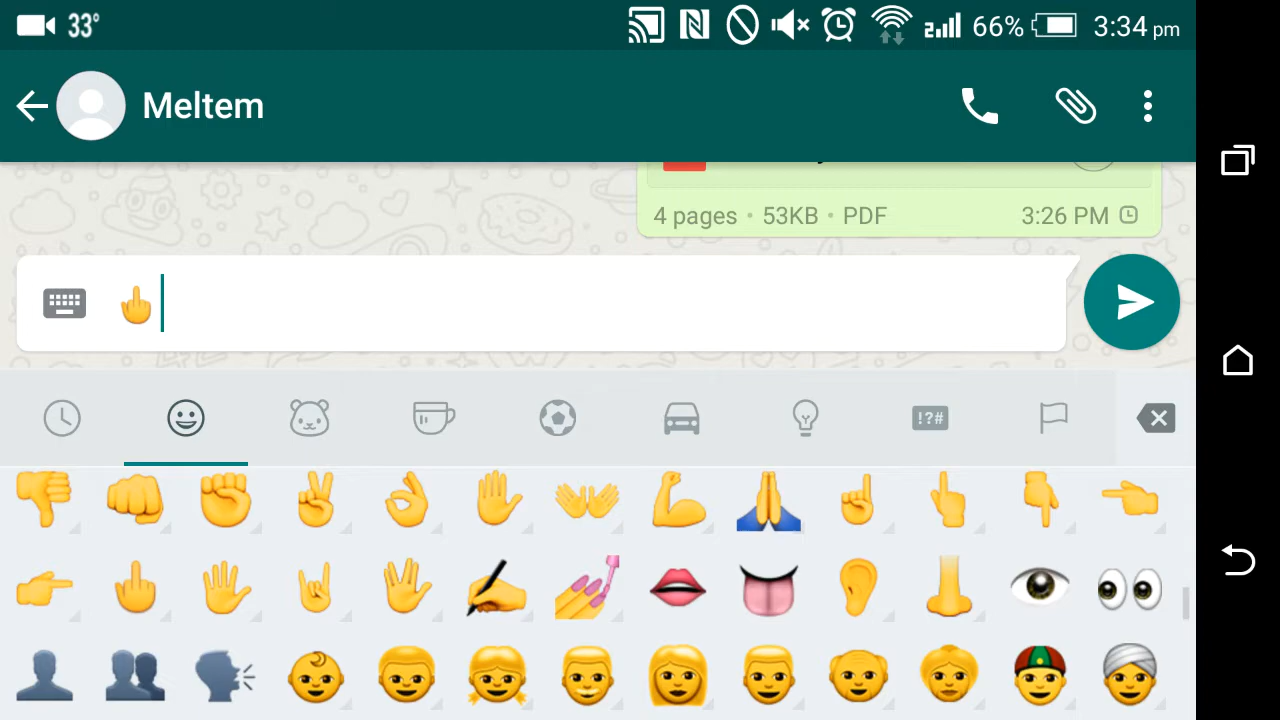 33° 66% 3:34 pm
Meltem
4 pages • 53KB • PDF 3:26 PM
!?#